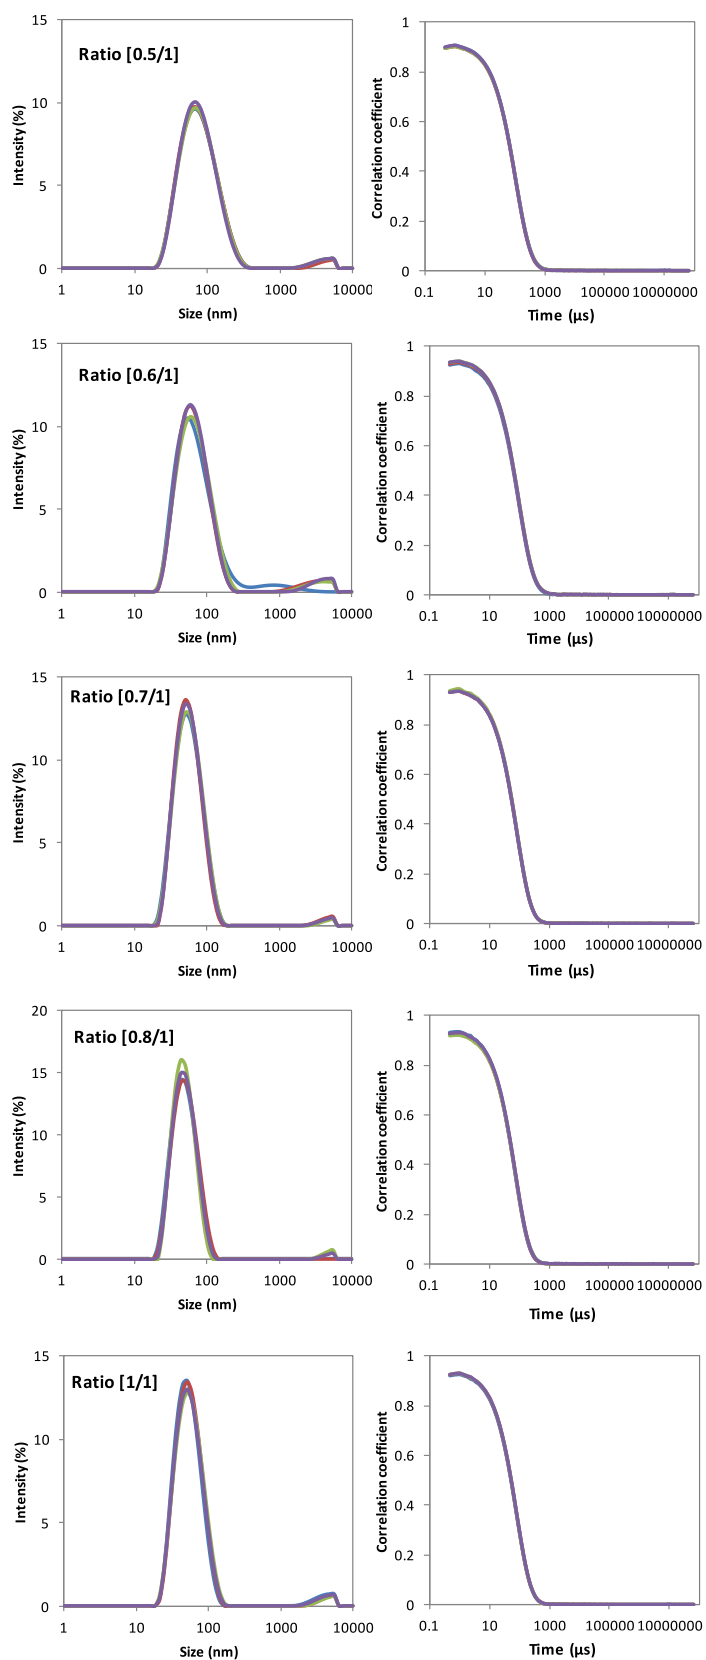 Ratio [0.5/1]
Intensity (%)
15
10
5
0
1 10 100 1000 10000
Size (nm)
Correlation coefficient
1
0.8
0.6
0.4
0.2
0
0.1 10 1000 100000 10000000
Time (µs)
Ratio [0.6/1]
Intensity (%)
15
10
5
0
1 10 100 1000 10000
Size (nm)
Correlation coefficient
1
0.8
0.6
0.4
0.2
0
0.1 10 1000 100000 10000000
Time (µs)
Ratio [0.7/1]
Intensity (%)
15
10
5
0
1 10 100 1000 10000
Size (nm)
Correlation coefficient
1
0.8
0.6
0.4
0.2
0
0.1 10 1000 100000 10000000
Time (µs)
Ratio [0.8/1]
Intensity (%)
20
15
10
5
0
1 10 100 1000 10000
Size (nm)
Correlation coefficient
1
0.8
0.6
0.4
0.2
0
0.1 10 1000 100000 10000000
Time (µs)
Ratio [1/1]
Intensity (%)
15
10
5
0
1 10 100 1000 10000
Size (nm)
Correlation coefficient
1
0.8
0.6
0.4
0.2
0
0.1 10 1000 100000 10000000
Time (µs)